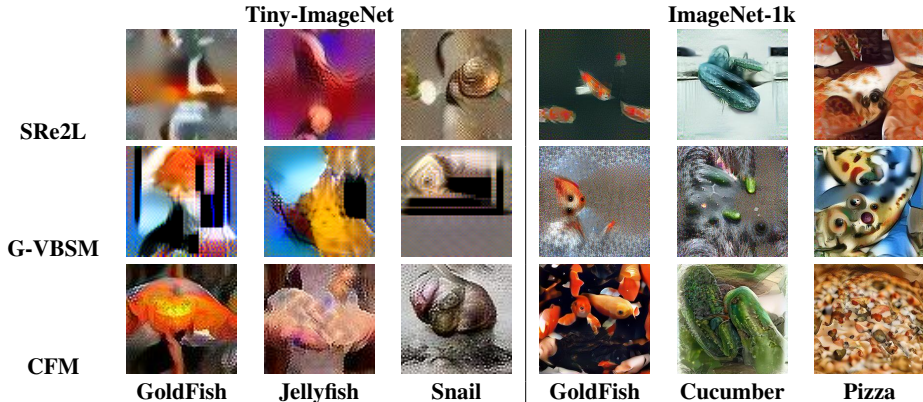 Tiny-ImageNet ImageNet-1k
SRe2L
G-VBSM
CFM
GoldFish Jellyfish Snail GoldFish Cucumber Pizza